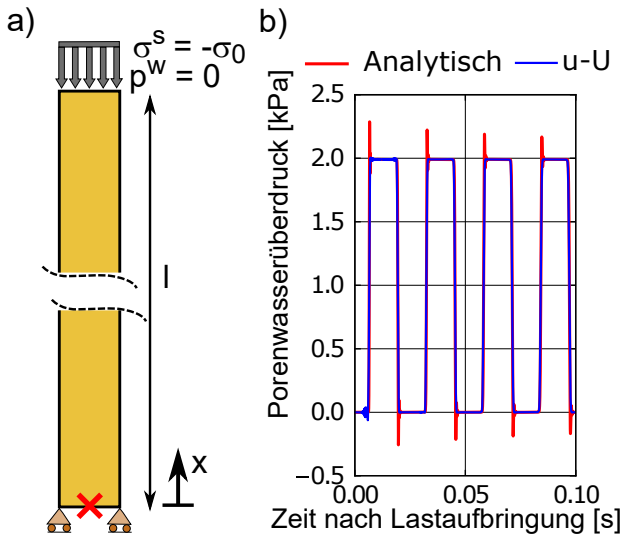 a)
σˢ = -σ₀
pʷ = 0
l
x
b)
Analytisch
u-U
Porenwasserüberdruck [kPa]
2.5
2.0
1.5
1.0
0.5
0.0
−0.5
0.00
0.05
0.10
Zeit nach Lastaufbringung [s]